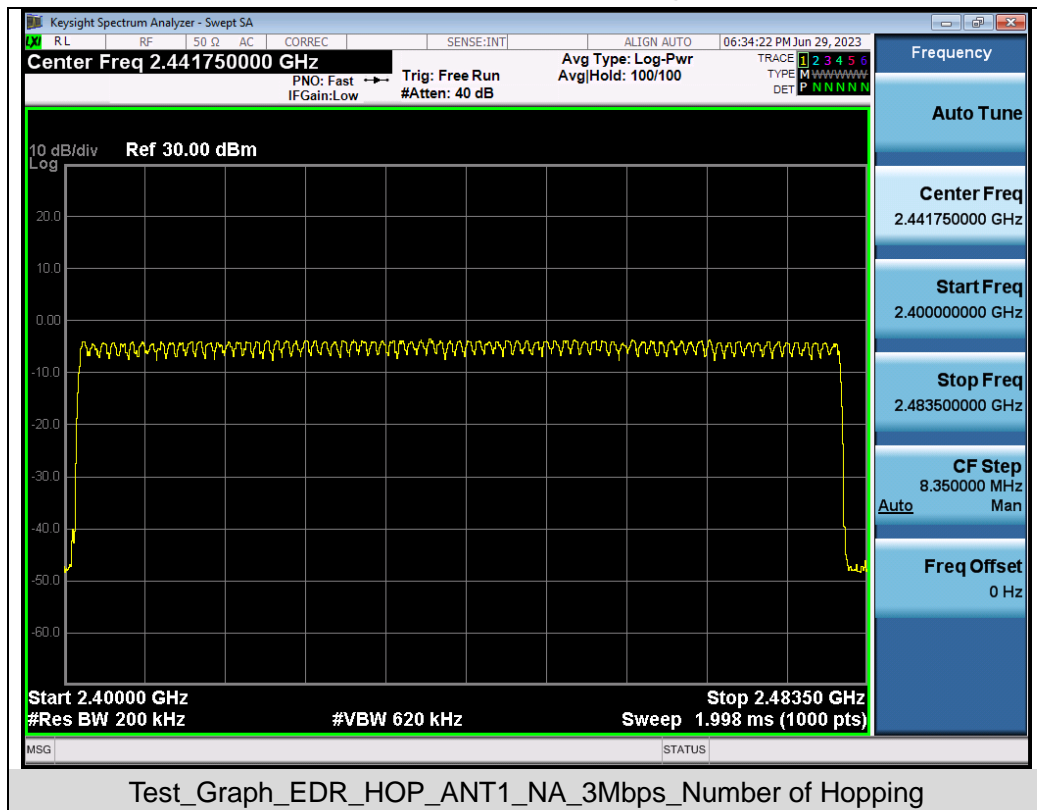 Keysight Spectrum Analyzer - Swept SA
LXI RL RF 50 Ω AC CORREC SENSE:INT ALIGN AUTO 06:34:22 PM Jun 29, 2023
Center Freq 2.441750000 GHz
PNO: Fast
IFGain:Low
Trig: Free Run
#Atten: 40 dB
Avg Type: Log-Pwr
Avg|Hold: 100/100
TRACE 1 2 3 4 5 6
TYPE M WWWWW
DET P N N N N N
10 dB/div Ref 30.00 dBm
Log
20.0
10.0
0.00
-10.0
-20.0
-30.0
-40.0
-50.0
-60.0
Start 2.40000 GHz Stop 2.48350 GHz
#Res BW 200 kHz #VBW 620 kHz Sweep 1.998 ms (1000 pts)
MSG STATUS
Frequency
Auto Tune
Center Freq
2.441750000 GHz
Start Freq
2.400000000 GHz
Stop Freq
2.483500000 GHz
CF Step
8.350000 MHz
Auto Man
Freq Offset
0 Hz
Test_Graph_EDR_HOP_ANT1_NA_3Mbps_Number of Hopping